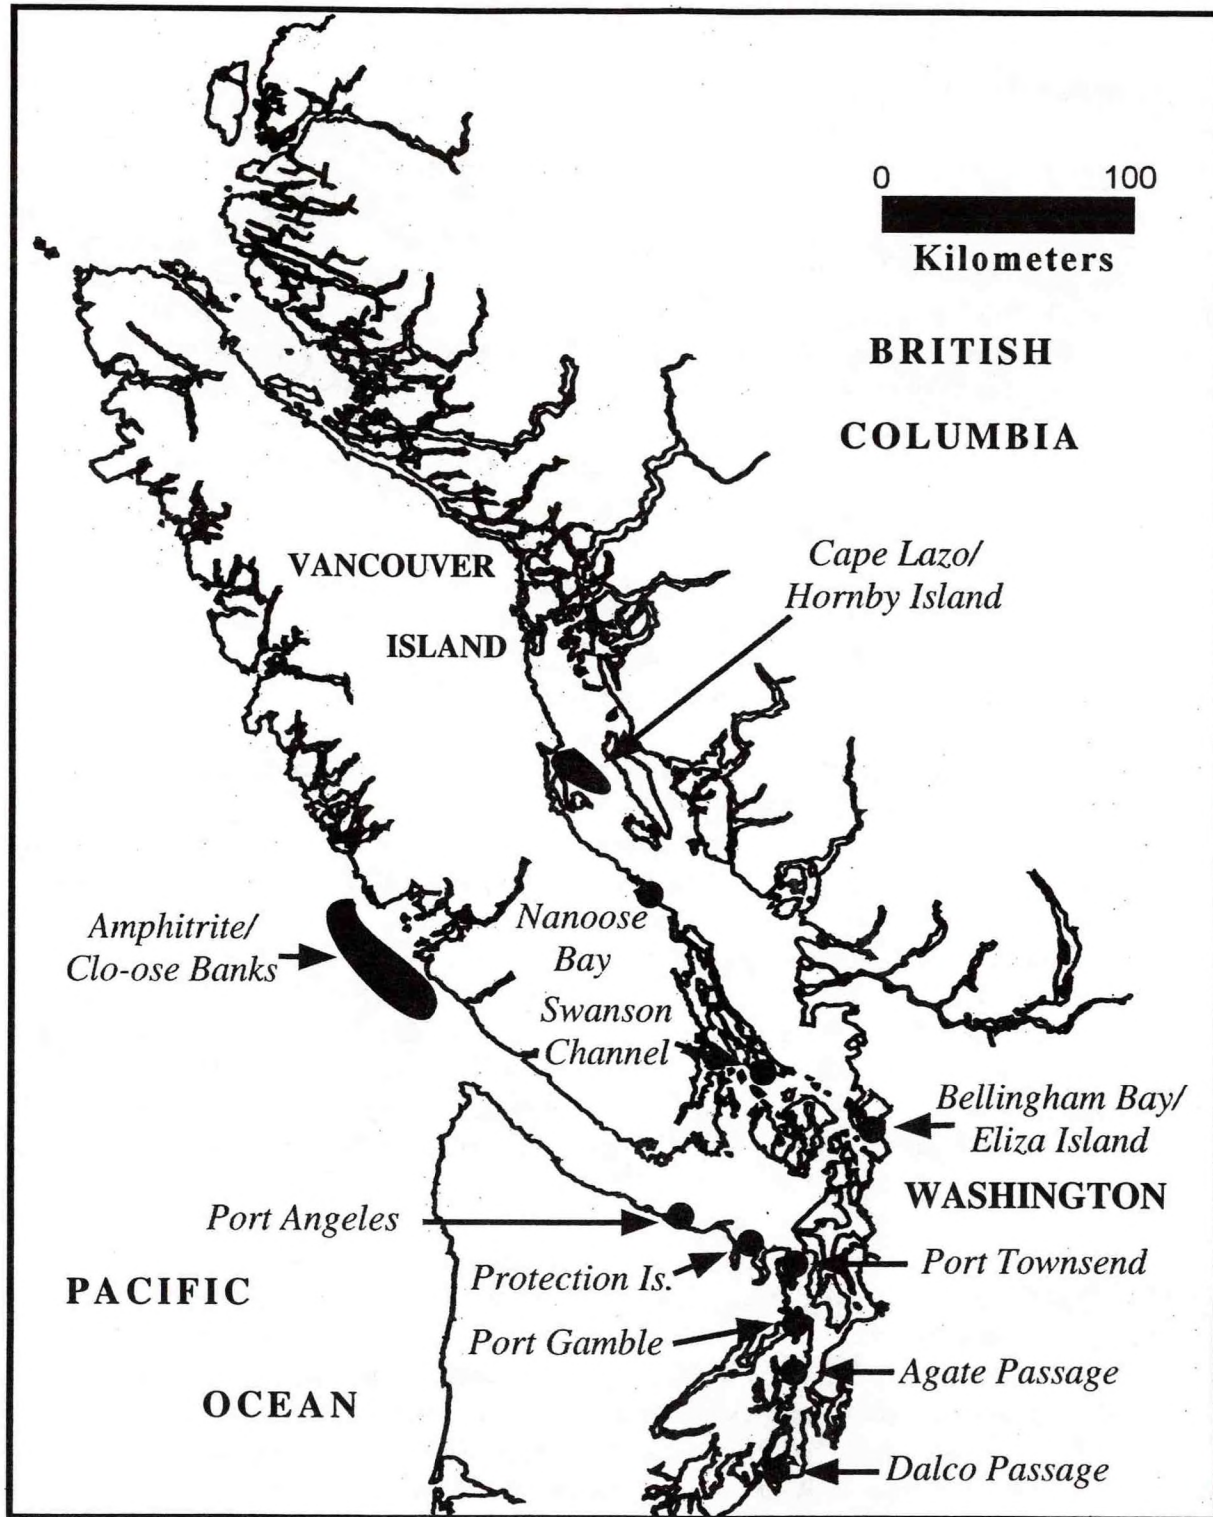 0 100
Kilometers
BRITISH
COLUMBIA
Cape Lazo/
Hornby Island
VANCOUVER
ISLAND
Amphitrite/
Clo-ose Banks
Nanoose
Bay
Swanson
Channel
Bellingham Bay/
Eliza Island
WASHINGTON
Port Angeles
Protection Is.
Port Townsend
PACIFIC
Port Gamble
Agate Passage
OCEAN
Dalco Passage